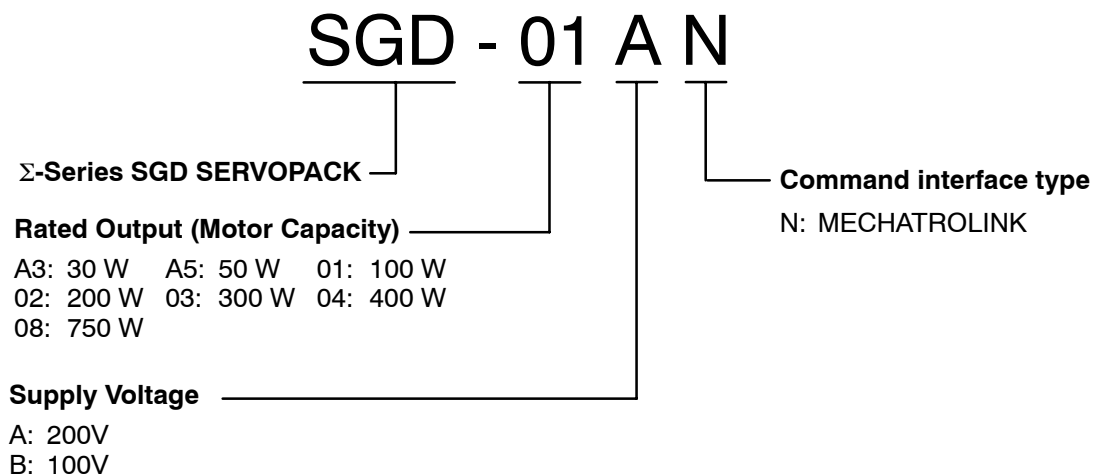 SGD - 01 A N
Σ-Series SGD SERVOPACK
Rated Output (Motor Capacity)
A3: 30 W A5: 50 W 01: 100 W
02: 200 W 03: 300 W 04: 400 W
08: 750 W
Supply Voltage
A: 200V
B: 100V
Command interface type
N: MECHATROLINK